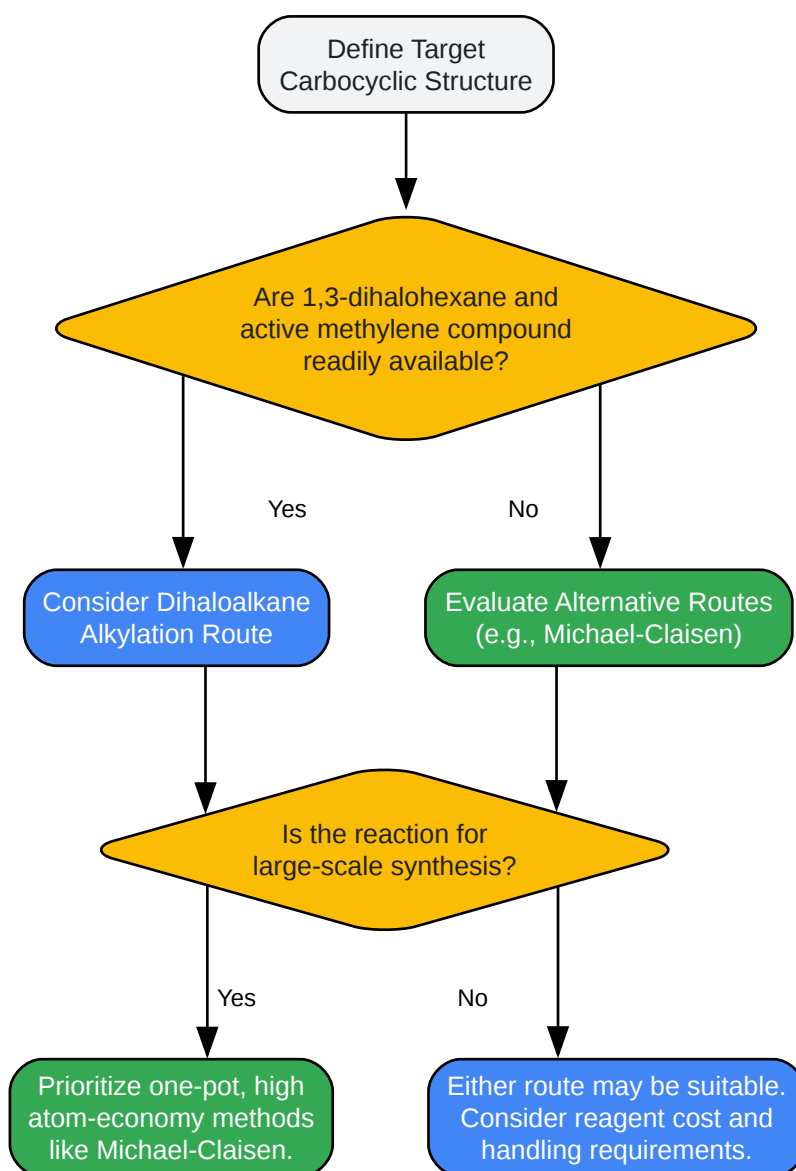 Define Target
Carbocyclic Structure
Are 1,3-dihalohexane and
active methylene compound
readily available?
Yes
No
Consider Dihaloalkane
Alkylation Route
Evaluate Alternative Routes
(e.g., Michael-Claisen)
Is the reaction for
large-scale synthesis?
Yes
No
Prioritize one-pot, high
atom-economy methods
like Michael-Claisen.
Either route may be suitable.
Consider reagent cost and
handling requirements.